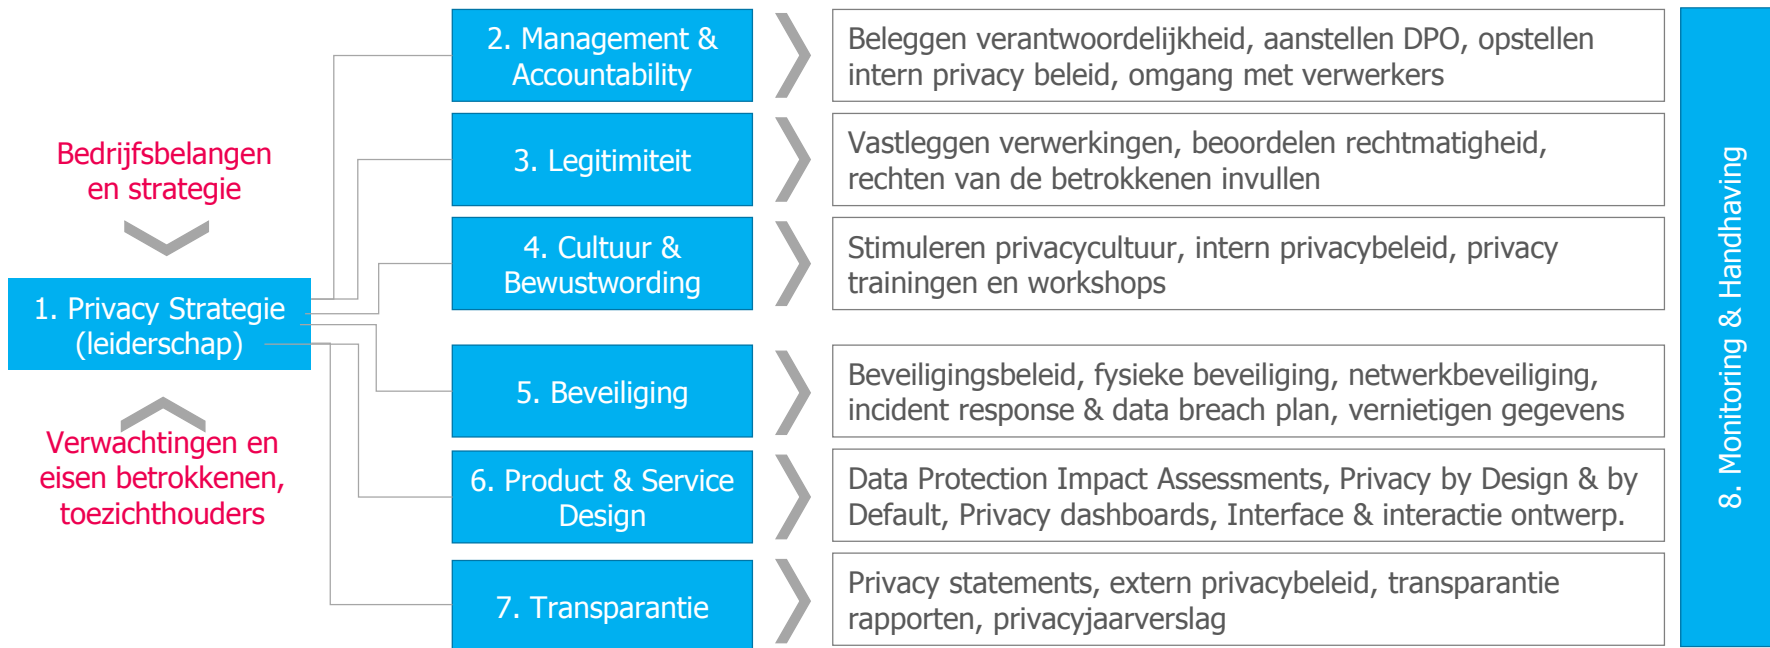 Bedrijfsbelangen
en strategie
1. Privacy Strategie
(leiderschap)
Verwachtingen en
eisen betrokkenen,
toezichthouders
2. Management &
Accountability
Beleggen verantwoordelijkheid, aanstellen DPO, opstellen
intern privacy beleid, omgang met verwerkers
3. Legitimiteit
Vastleggen verwerkingen, beoordelen rechtmatigheid,
rechten van de betrokkenen invullen
4. Cultuur &
Bewustwording
Stimuleren privacycultuur, intern privacybeleid, privacy
trainingen en workshops
5. Beveiliging
Beveiligingsbeleid, fysieke beveiliging, netwerkbeveiliging,
incident response & data breach plan, vernietigen gegevens
6. Product & Service
Design
Data Protection Impact Assessments, Privacy by Design & by
Default, Privacy dashboards, Interface & interactie ontwerp.
7. Transparantie
Privacy statements, extern privacybeleid, transparantie
rapporten, privacyjaarverslag
8. Monitoring & Handhaving